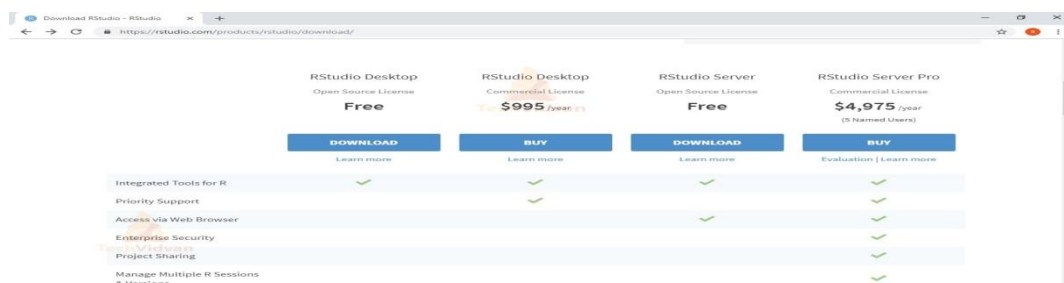 Download RStudio - RStudio
https://rstudio.com/products/rstudio/download/
RStudio Desktop
Open Source License
Free
DOWNLOAD
Learn more
RStudio Desktop
Commercial License
$995 /year
BUY
Learn more
RStudio Server
Open Source License
Free
DOWNLOAD
Learn more
RStudio Server Pro
Commercial License
$4,975 /year
(5 Named Users)
BUY
Evaluation | Learn more
Integrated Tools for R
Priority Support
Access via Web Browser
Enterprise Security
TechVidvan
Project Sharing
Manage Multiple R Sessions